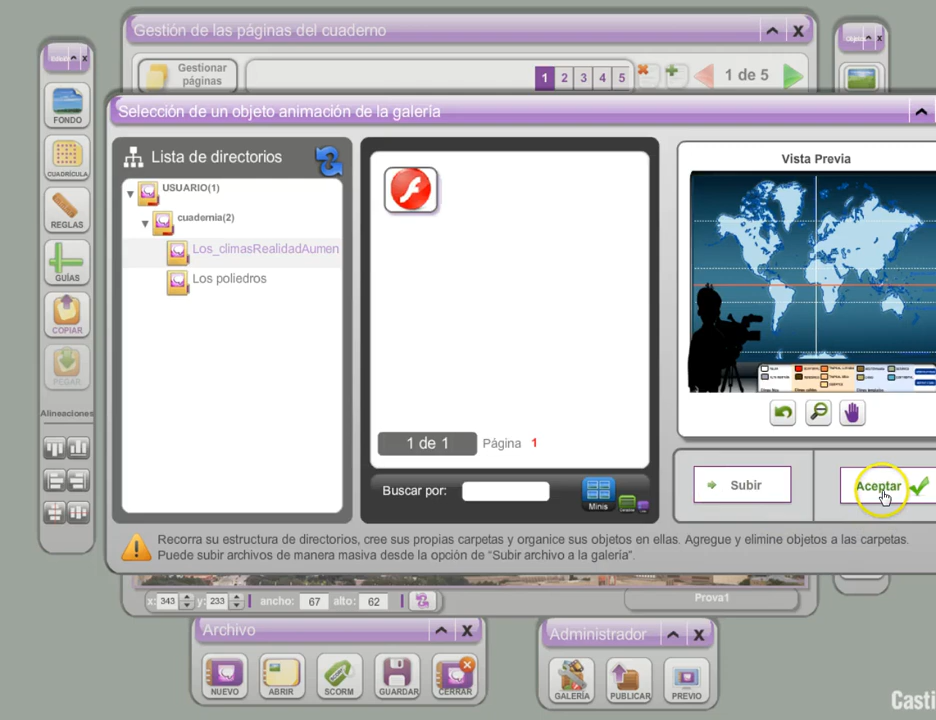 Gestión de las páginas del cuaderno
Gestionar
páginas
1 2 3 4 5
1 de 5
Selección de un objeto animación de la galería
FONDO
CUADRÍCULA
REGLAS
GUÍAS
COPIAR
PEGAR
Alineaciones
Lista de directorios
USUARIO(1)
cuadernia(2)
Los_climasRealidadAumen
Los poliedros
1 de 1
Página 1
Buscar por:
Minis
Vista Previa
Subir
Aceptar
Recorra su estructura de directorios, cree sus propias carpetas y organice sus objetos en ellas. Agregue y elimine objetos a las carpetas.
Puede subir archivos de manera masiva desde la opción de "Subir archivo a la galería".
x: 343 y: 233 ancho: 67 alto: 62
Prova1
Archivo
NUEVO
ABRIR
SCORM
GUARDAR
CERRAR
Administrador
GALERÍA
PUBLICAR
PREVIO
Casti